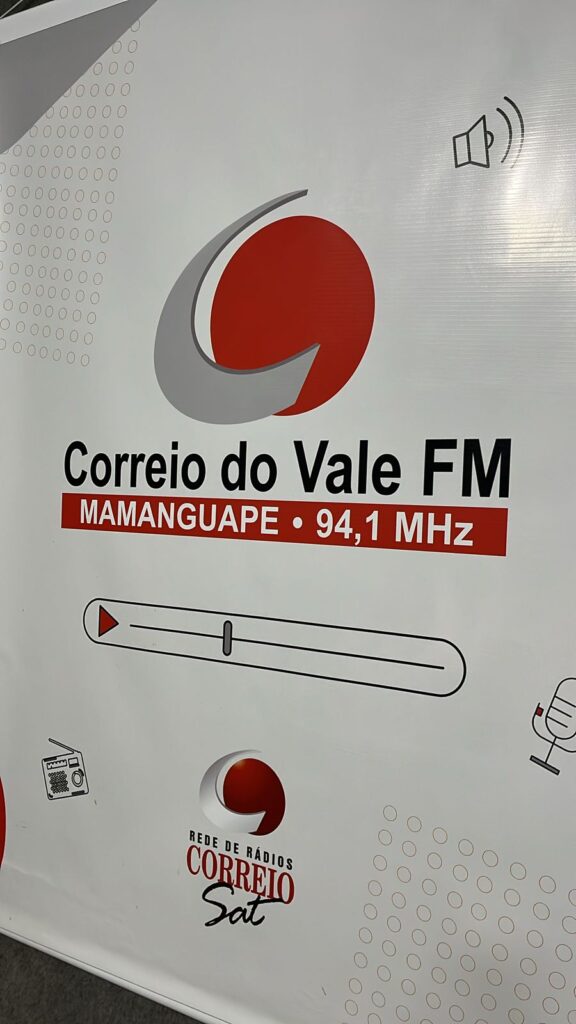 Correio do Vale FM
MAMANGUAPE • 94,1 MHz
REDE DE RÁDIOS
CORREIO
Sat